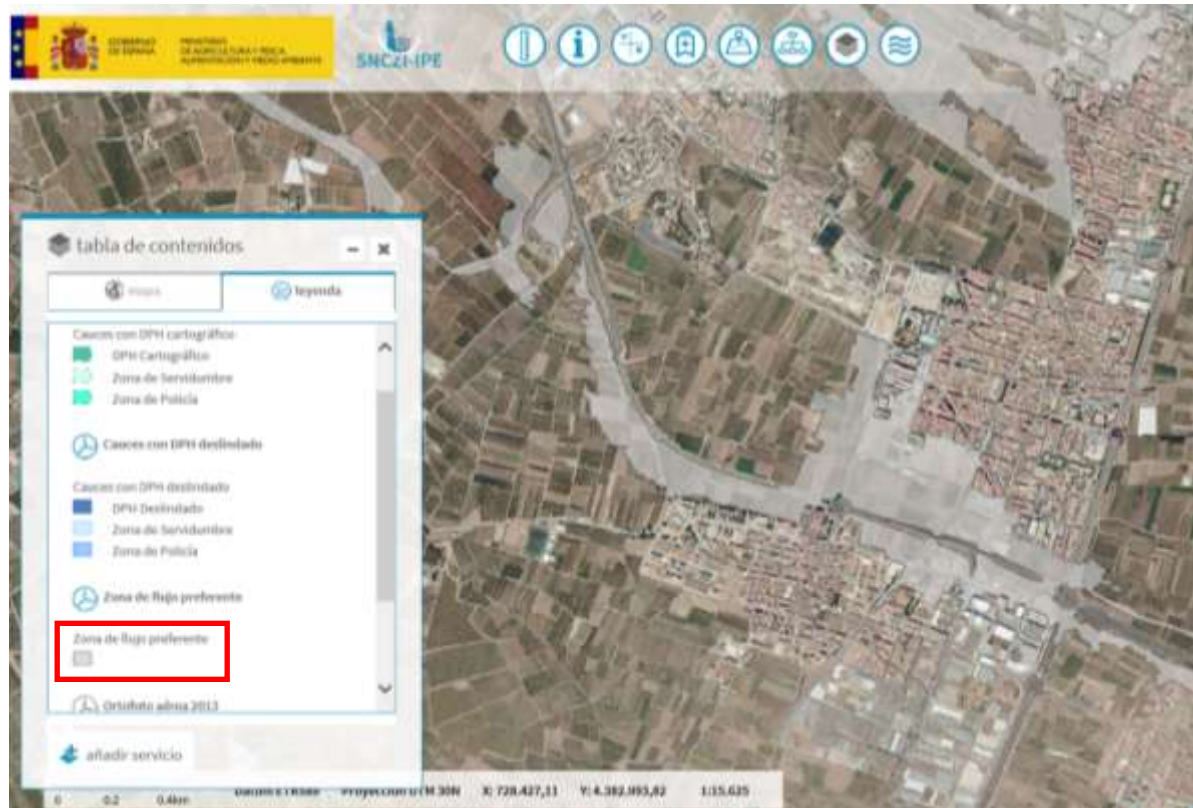 GOBIERNO
DE ESPAÑA
MINISTERIO
DE AGRICULTURA Y PESCA,
ALIMENTACIÓN Y MEDIO AMBIENTE
SNCZI-IPE
tabla de contenidos
mapa
leyenda
Cauces con DPH cartográfico
DPH Cartográfico
Zona de Servidumbre
Zona de Policía
Cauces con DPH deslindado
Cauces con DPH deslindado
DPH Deslindado
Zona de Servidumbre
Zona de Policía
Zona de flujo preferente
Zona de flujo preferente
Ortofoto aérea 2013
añadir servicio
0 0.2 0.4km Datum ETRS89 Proyección UTM 30N X: 728.427,11 Y: 4.382.993,82 1:15.625